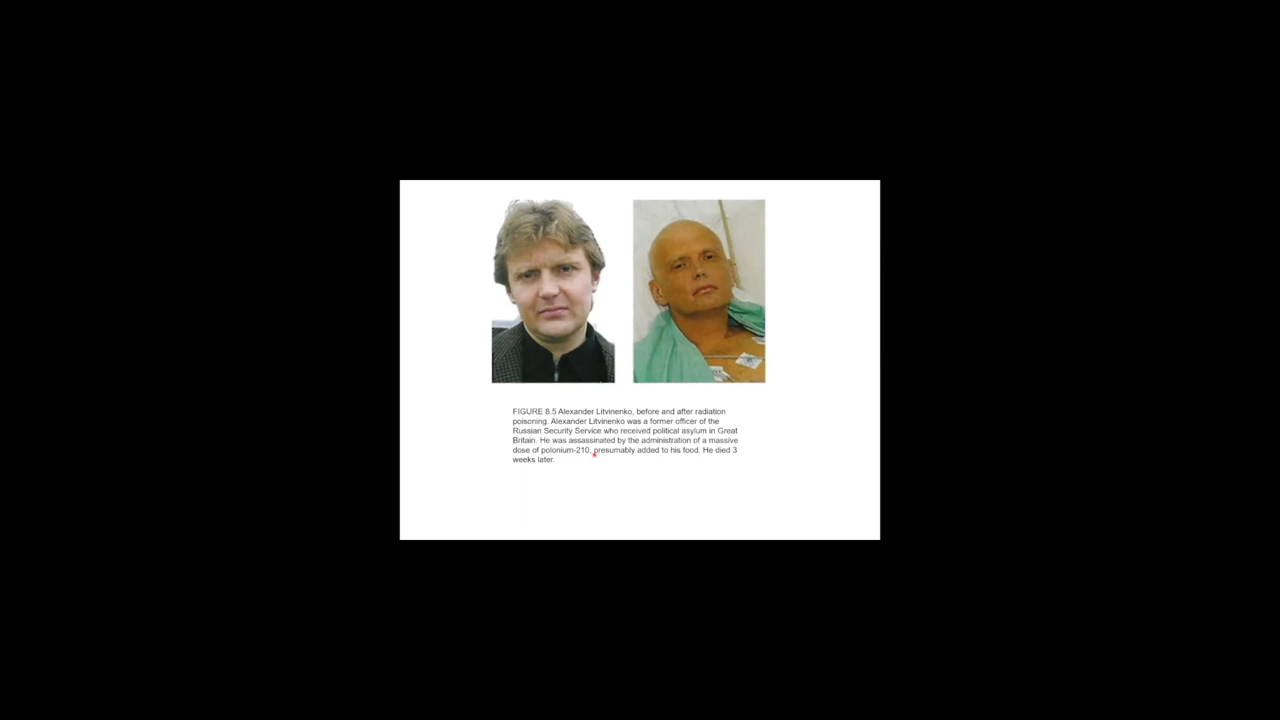 FIGURE 8.5 Alexander Litvinenko, before and after radiation
poisoning. Alexander Litvinenko was a former officer of the
Russian Security Service who received political asylum in Great
Britain. He was assassinated by the administration of a massive
dose of polonium-210, presumably added to his food. He died 3
weeks later.